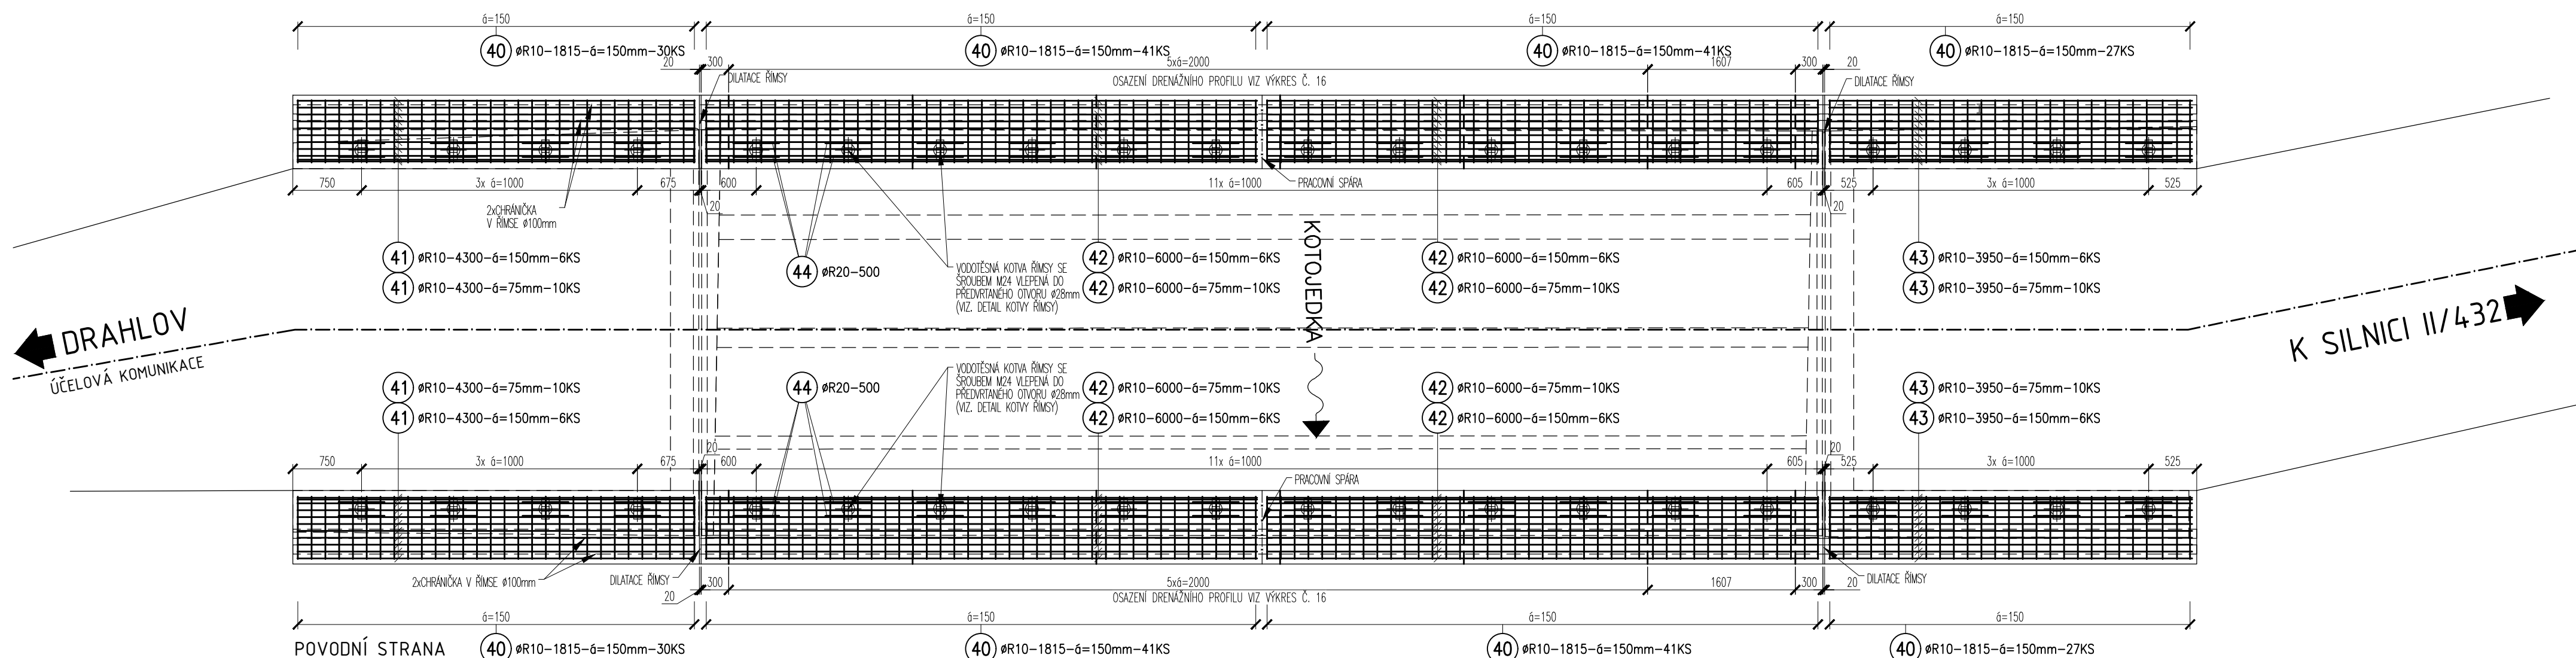 á=150
á=150
á=150
á=150
40 øR10-1815-á=150mm-30KS
40 øR10-1815-á=150mm-41KS
40 øR10-1815-á=150mm-41KS
40 øR10-1815-á=150mm-27KS
20
300
5xá=2000
1607
300
20
DILATACE ŘÍMSY
OSAZENÍ DRENÁŽNÍHO PROFILU VIZ VÝKRES Č. 16
DILATACE ŘÍMSY
750
3x á=1000
675
600
11x á=1000
PRACOVNÍ SPÁRA
605
525
3x á=1000
525
20
20
2xCHRÁNIČKA
V ŘÍMSE ø100mm
41 øR10-4300-á=150mm-6KS
41 øR10-4300-á=75mm-10KS
44 øR20-500
VODOTĚSNÁ KOTVA ŘÍMSY SE
ŠROUBEM M24 VLEPENÁ DO
PŘEDVRTANÉHO OTVORU ø28mm
(VIZ. DETAIL KOTVY ŘÍMSY)
42 øR10-6000-á=150mm-6KS
42 øR10-6000-á=75mm-10KS
KOTOJEDKA
42 øR10-6000-á=150mm-6KS
42 øR10-6000-á=75mm-10KS
43 øR10-3950-á=150mm-6KS
43 øR10-3950-á=75mm-10KS
DRAHLOV
ÚČELOVÁ KOMUNIKACE
K SILNICI II/432
41 øR10-4300-á=75mm-10KS
41 øR10-4300-á=150mm-6KS
44 øR20-500
VODOTĚSNÁ KOTVA ŘÍMSY SE
ŠROUBEM M24 VLEPENÁ DO
PŘEDVRTANÉHO OTVORU ø28mm
(VIZ. DETAIL KOTVY ŘÍMSY)
42 øR10-6000-á=75mm-10KS
42 øR10-6000-á=150mm-6KS
42 øR10-6000-á=75mm-10KS
42 øR10-6000-á=150mm-6KS
43 øR10-3950-á=75mm-10KS
43 øR10-3950-á=150mm-6KS
20
20
750
3x á=1000
675
600
11x á=1000
605
525
3x á=1000
525
PRACOVNÍ SPÁRA
2xCHRÁNIČKA V ŘÍMSE ø100mm
DILATACE ŘÍMSY
DILATACE ŘÍMSY
20
300
5xá=2000
1607
300
20
OSAZENÍ DRENÁŽNÍHO PROFILU VIZ VÝKRES Č. 16
á=150
á=150
á=150
á=150
POVODNÍ STRANA
40 øR10-1815-á=150mm-30KS
40 øR10-1815-á=150mm-41KS
40 øR10-1815-á=150mm-41KS
40 øR10-1815-á=150mm-27KS